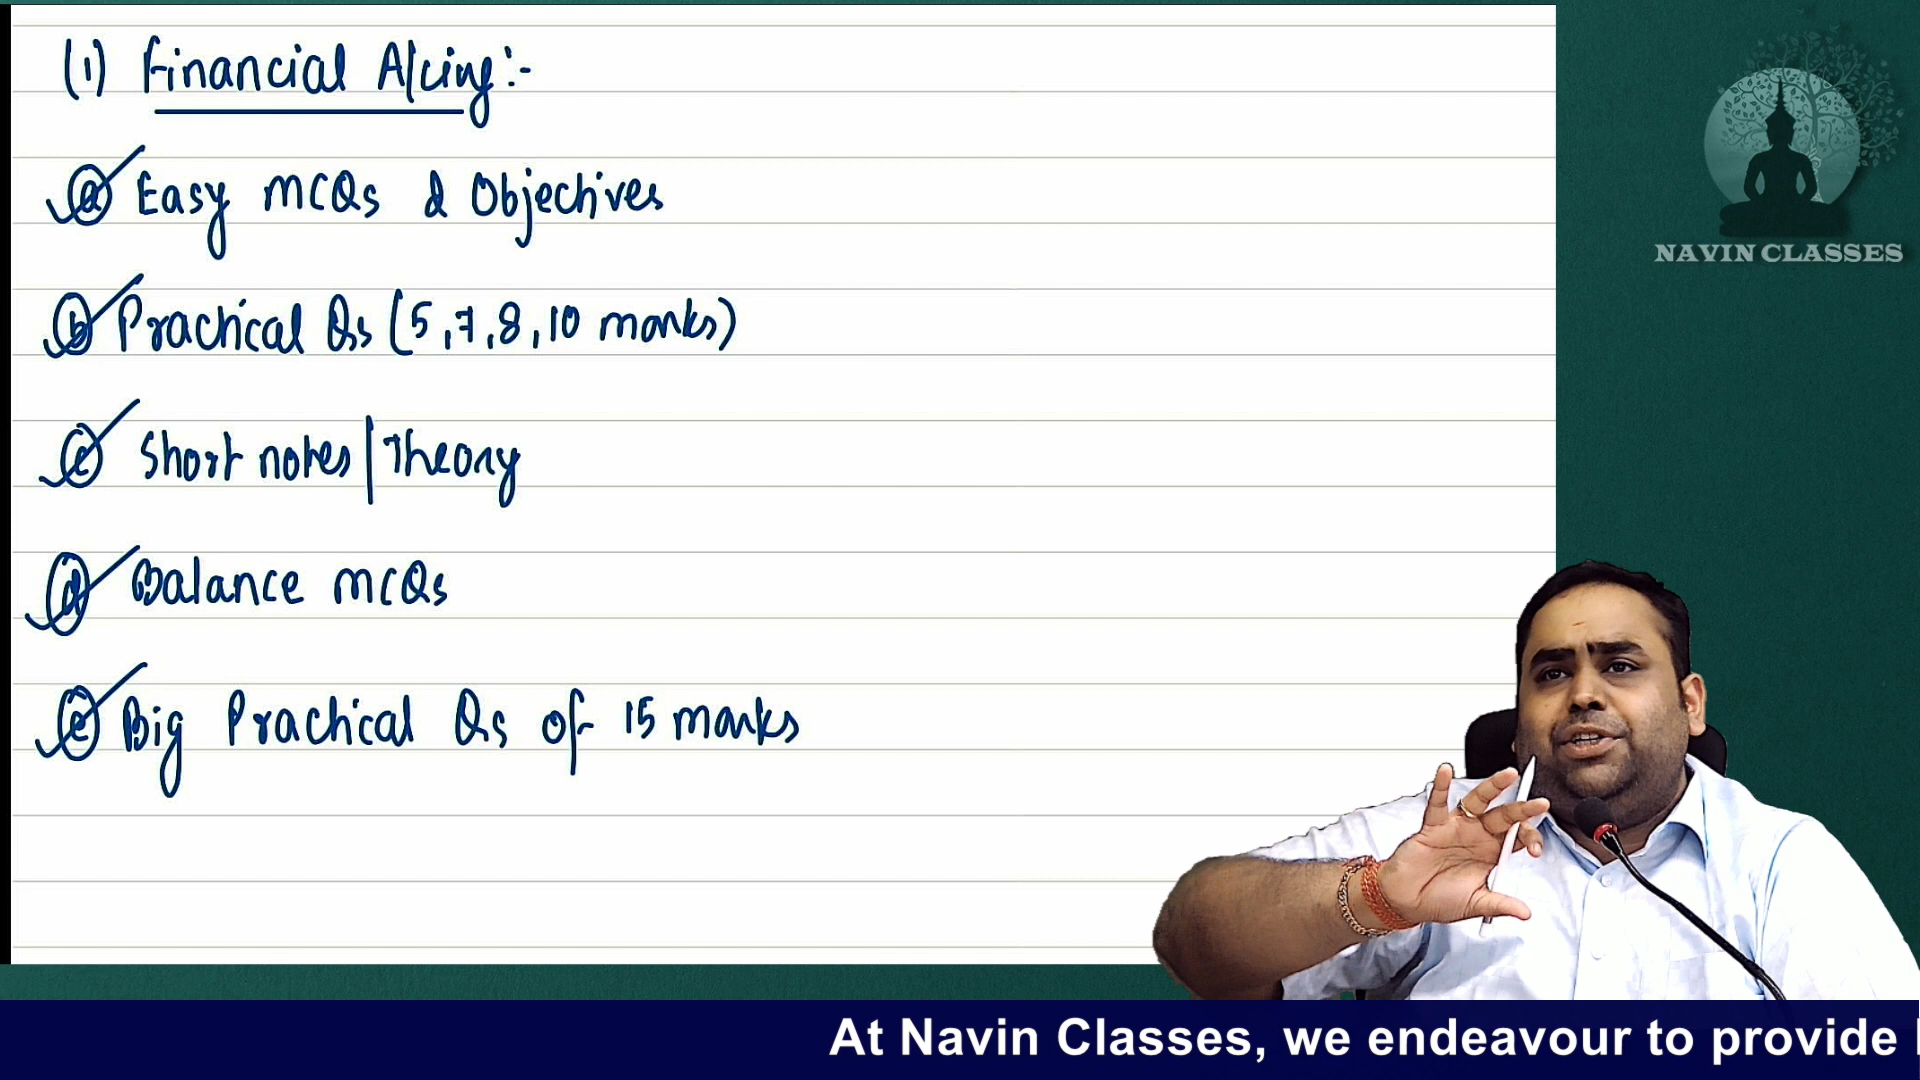 (1) Financial A/cing:-
(a) Easy MCQs & Objectives
(b) Practical Qs (5,7,8,10 marks)
(c) Short notes/Theory
(d) Balance MCQs
(e) Big Practical Qs of 15 marks
NAVIN CLASSES
At Navin Classes, we endeavour to provide